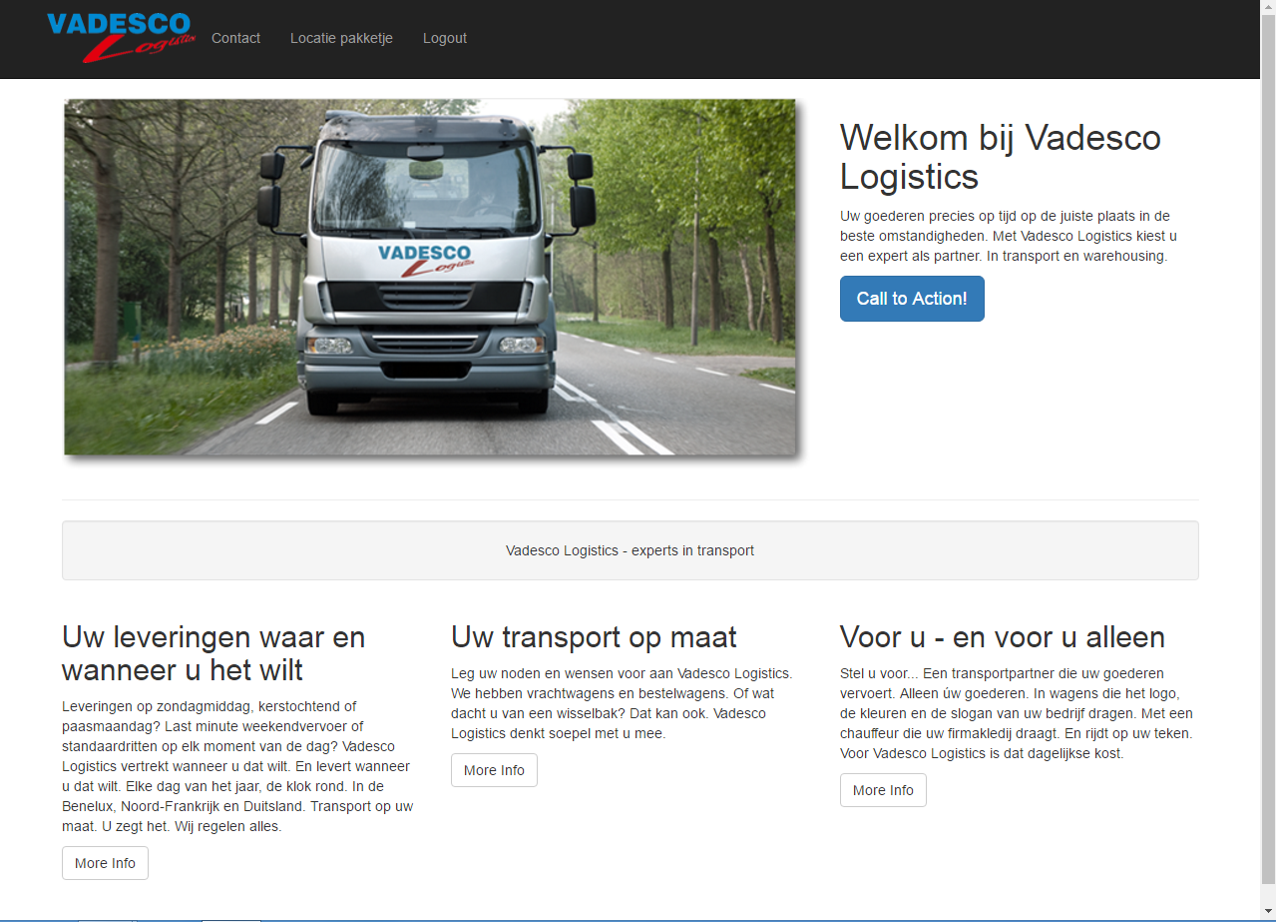 VADESCO
Logistix
Contact
Locatie pakketje
Logout
VADESCO
Logistix
Welkom bij Vadesco
Logistics
Uw goederen precies op tijd op de juiste plaats in de
beste omstandigheden. Met Vadesco Logistics kiest u
een expert als partner. In transport en warehousing.
Call to Action!
Vadesco Logistics - experts in transport
Uw leveringen waar en
wanneer u het wilt
Leveringen op zondagmiddag, kerstochtend of
paasmaandag? Last minute weekendvervoer of
standaardritten op elk moment van de dag? Vadesco
Logistics vertrekt wanneer u dat wilt. En levert wanneer
u dat wilt. Elke dag van het jaar, de klok rond. In de
Benelux, Noord-Frankrijk en Duitsland. Transport op uw
maat. U zegt het. Wij regelen alles.
More Info
Uw transport op maat
Leg uw noden en wensen voor aan Vadesco Logistics.
We hebben vrachtwagens en bestelwagens. Of wat
dacht u van een wisselbak? Dat kan ook. Vadesco
Logistics denkt soepel met u mee.
More Info
Voor u - en voor u alleen
Stel u voor... Een transportpartner die uw goederen
vervoert. Alleen úw goederen. In wagens die het logo,
de kleuren en de slogan van uw bedrijf dragen. Met een
chauffeur die uw firmakledij draagt. En rijdt op uw teken.
Voor Vadesco Logistics is dat dagelijkse kost.
More Info